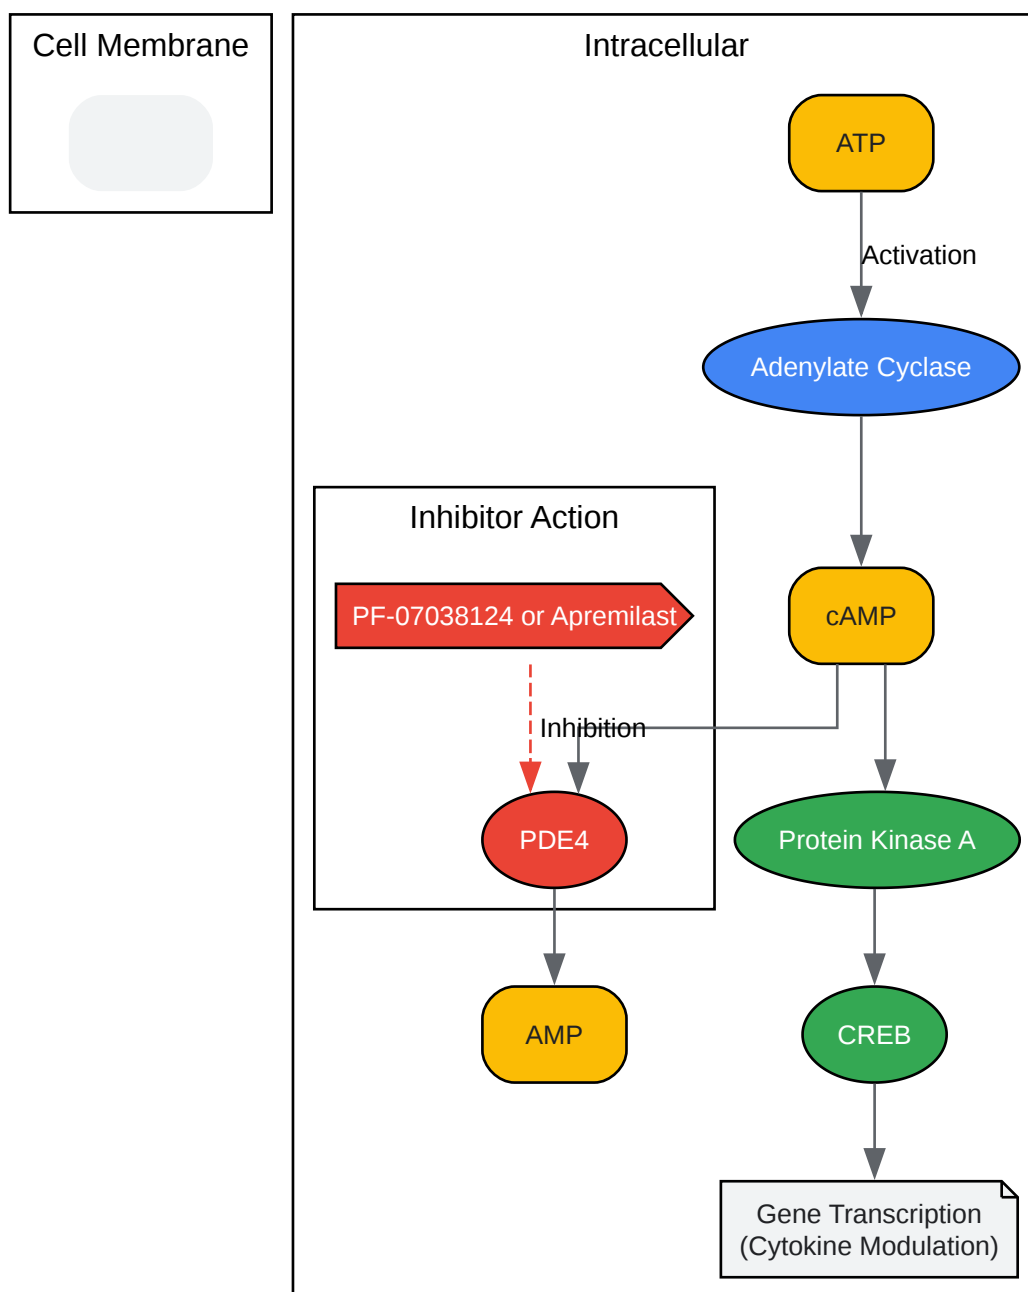 Cell Membrane
Intracellular
ATP
Activation
Adenylate Cyclase
Inhibitor Action
PF-07038124 or Apremilast
cAMP
Inhibition
PDE4
Protein Kinase A
AMP
CREB
Gene Transcription
(Cytokine Modulation)